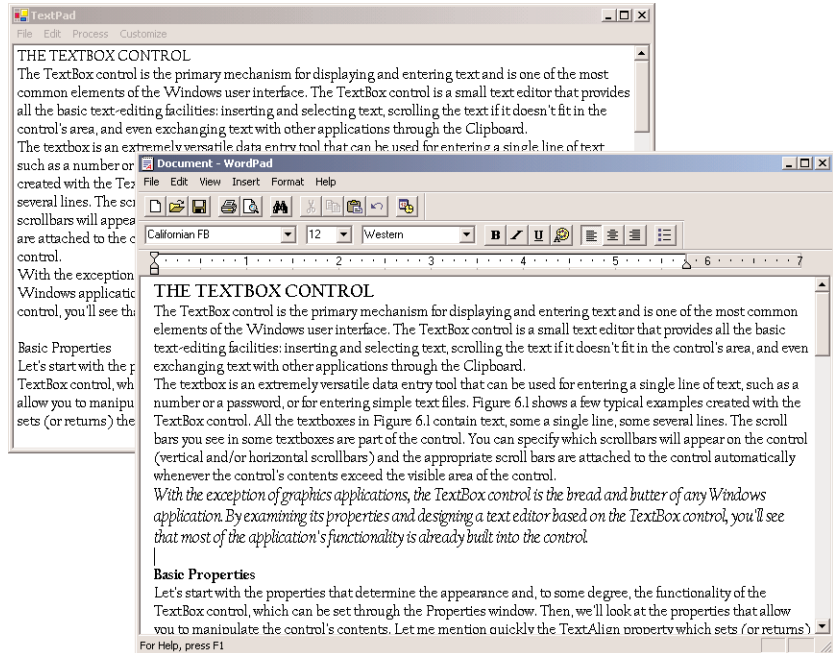 TextPad
File Edit Process Customize
THE TEXTBOX CONTROL
The TextBox control is the primary mechanism for displaying and entering text and is one of the most
common elements of the Windows user interface. The TextBox control is a small text editor that provides
all the basic text-editing facilities: inserting and selecting text, scrolling the text if it doesn't fit in the
control's area, and even exchanging text with other applications through the Clipboard.
The textbox is an extremely versatile data entry tool that can be used for entering a single line of text,
such as a number or
created with the Tex
several lines. The scr
scrollbars will appea
are attached to the c
control.
With the exception
Windows applicatio
control, you'll see tha
Basic Properties
Let's start with the p
TextBox control, wh
allow you to manipu
sets (or returns) the
Document - WordPad
File Edit View Insert Format Help
Californian FB 12 Western B I U
1 2 3 4 5 6 7
THE TEXTBOX CONTROL
The TextBox control is the primary mechanism for displaying and entering text and is one of the most common
elements of the Windows user interface. The TextBox control is a small text editor that provides all the basic
text-editing facilities: inserting and selecting text, scrolling the text if it doesn't fit in the control's area, and even
exchanging text with other applications through the Clipboard.
The textbox is an extremely versatile data entry tool that can be used for entering a single line of text, such as a
number or a password, or for entering simple text files. Figure 6.1 shows a few typical examples created with the
TextBox control. All the textboxes in Figure 6.1 contain text, some a single line, some several lines. The scroll
bars you see in some textboxes are part of the control. You can specify which scrollbars will appear on the control
(vertical and/or horizontal scrollbars) and the appropriate scroll bars are attached to the control automatically
whenever the control's contents exceed the visible area of the control.
With the exception of graphics applications, the TextBox control is the bread and butter of any Windows
application. By examining its properties and designing a text editor based on the TextBox control, you'll see
that most of the application's functionality is already built into the control.
Basic Properties
Let's start with the properties that determine the appearance and, to some degree, the functionality of the
TextBox control, which can be set through the Properties window. Then, we'll look at the properties that allow
you to manipulate the control's contents. Let me mention quickly the TextAlign property which sets (or returns)
For Help, press F1